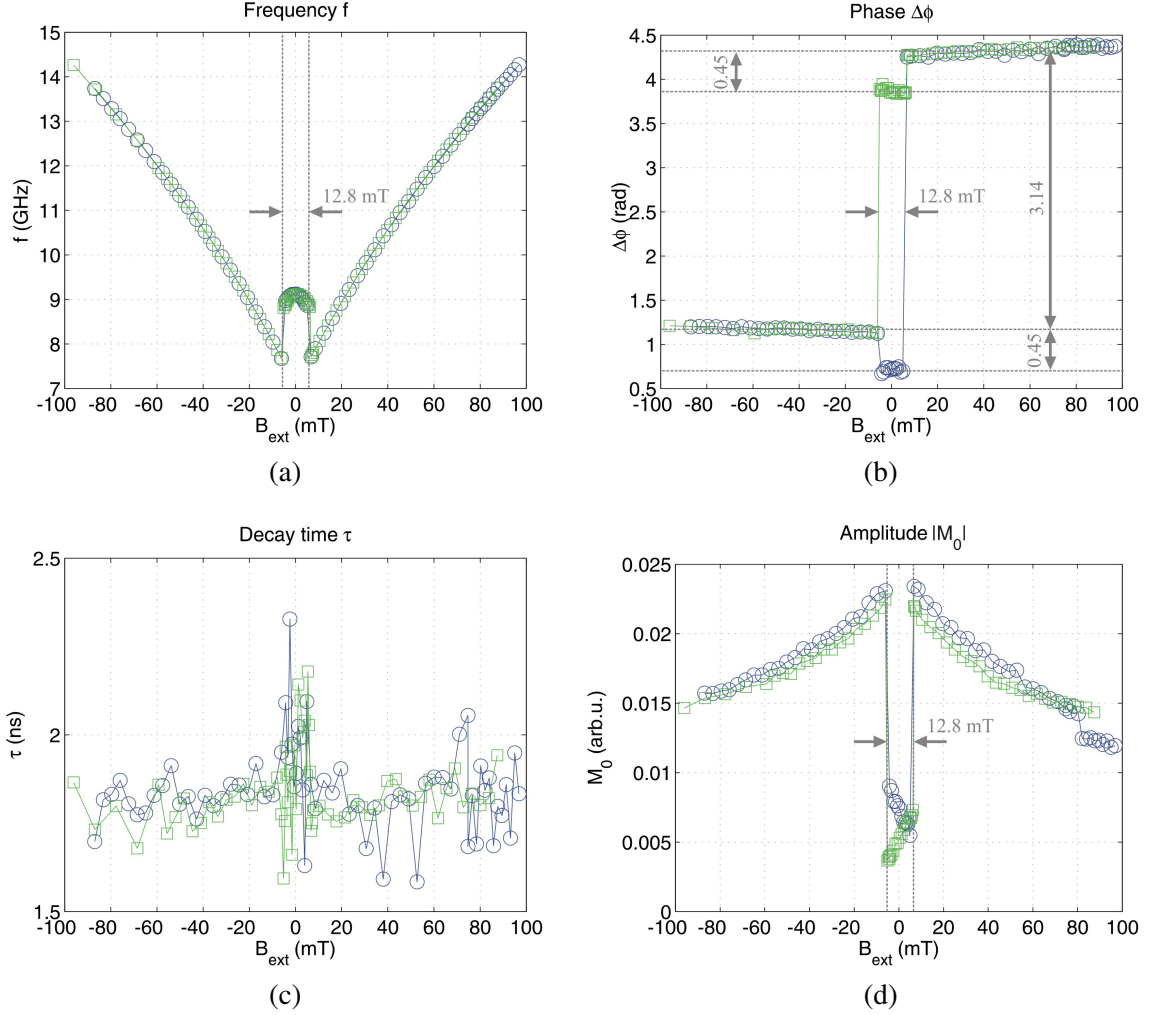 Frequency f
15
14
13
12
11
10
9
8
7
f (GHz)
12.8 mT
-100 -80 -60 -40 -20 0 20 40 60 80 100
B_ext (mT)
(a)
Phase Δϕ
4.5
4
3.5
3
2.5
2
1.5
1
0.5
Δϕ (rad)
0.45
12.8 mT
3.14
0.45
-100 -80 -60 -40 -20 0 20 40 60 80 100
B_ext (mT)
(b)
Decay time τ
2.5
2
1.5
τ (ns)
-100 -80 -60 -40 -20 0 20 40 60 80 100
B_ext (mT)
(c)
Amplitude |M_0|
0.025
0.02
0.015
0.01
0.005
0
M_0 (arb.u.)
12.8 mT
-100 -80 -60 -40 -20 0 20 40 60 80 100
B_ext (mT)
(d)